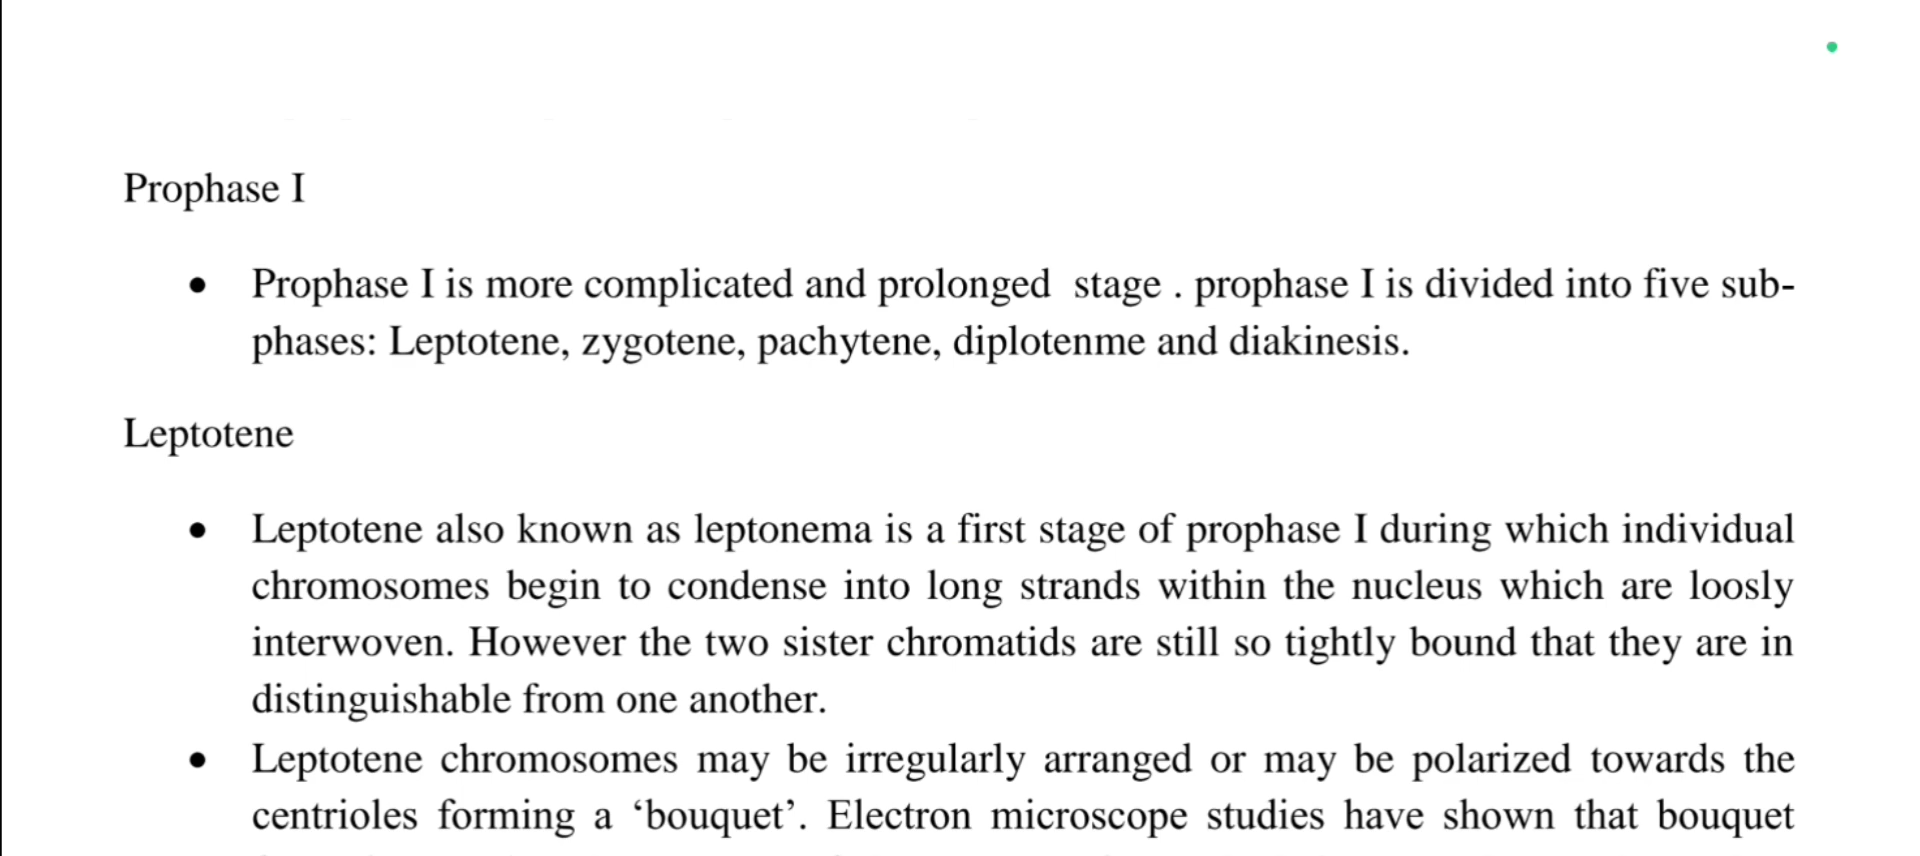 Prophase I
• Prophase I is more complicated and prolonged  stage . prophase I is divided into five sub-
phases: Leptotene, zygotene, pachytene, diplotenme and diakinesis.
Leptotene
• Leptotene also known as leptonema is a first stage of prophase I during which individual
chromosomes begin to condense into long strands within the nucleus which are loosly
interwoven. However the two sister chromatids are still so tightly bound that they are in
distinguishable from one another.
• Leptotene chromosomes may be irregularly arranged or may be polarized towards the
centrioles forming a ‘bouquet’. Electron microscope studies have shown that bouquet